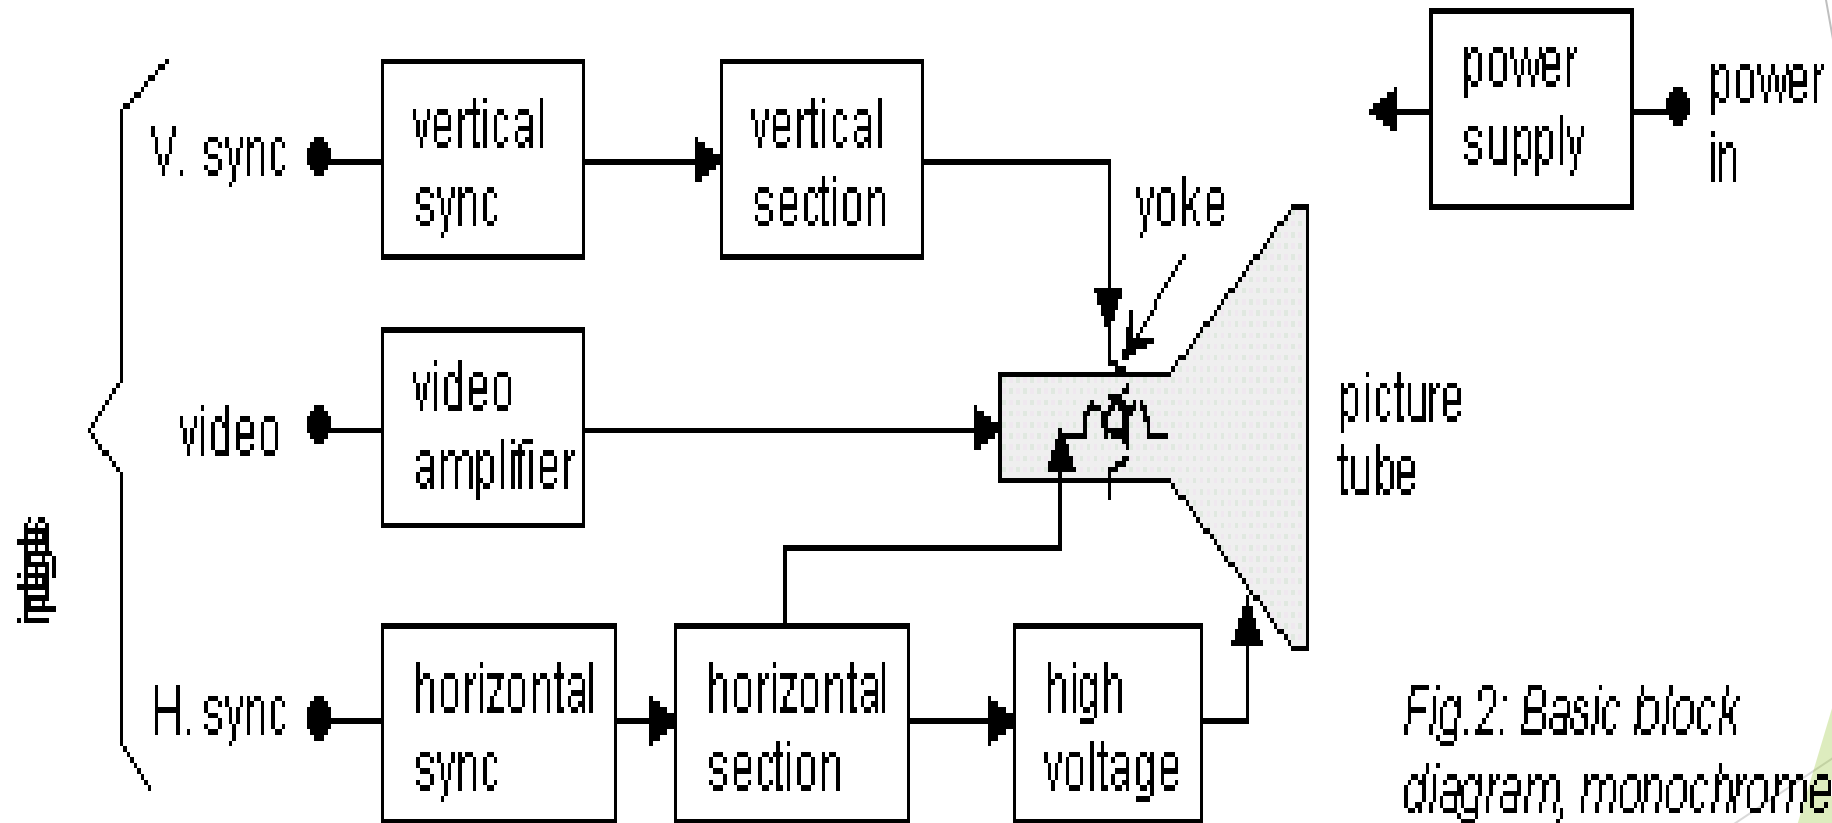 power
supply
power
in
V. sync
vertical
sync
vertical
section
yoke
video
video
amplifier
picture
tube
H. sync
horizontal
sync
horizontal
section
high
voltage
Fig.2: Basic block
diagram, monochrome